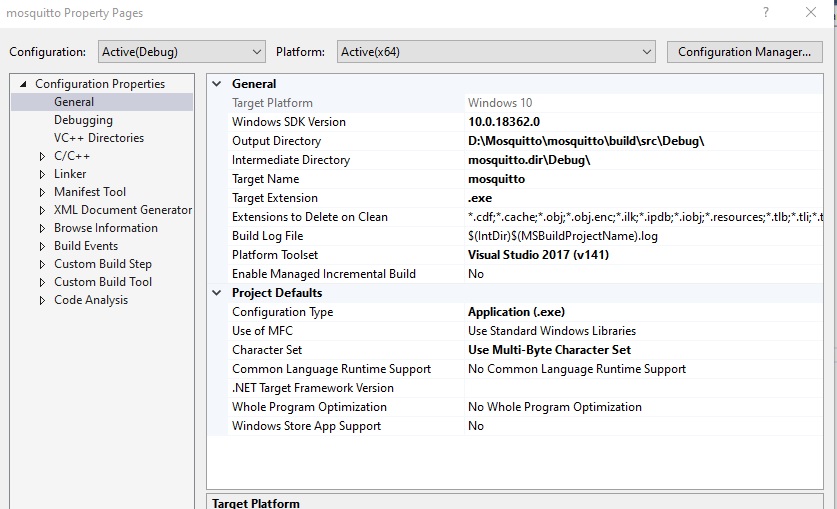 mosquitto Property Pages
Configuration: Active(Debug) Platform: Active(x64) Configuration Manager...
Configuration Properties
General
Debugging
VC++ Directories
C/C++
Linker
Manifest Tool
XML Document Generator
Browse Information
Build Events
Custom Build Step
Custom Build Tool
Code Analysis
General
Target Platform Windows 10
Windows SDK Version 10.0.18362.0
Output Directory D:\Mosquitto\mosquitto\build\src\Debug\
Intermediate Directory mosquitto.dir\Debug\
Target Name mosquitto
Target Extension .exe
Extensions to Delete on Clean *.cdf;*.cache;*.obj;*.obj.enc;*.ilk;*.ipdb;*.iobj;*.resources;*.tlb;*.tli;*.t
Build Log File $(IntDir)$(MSBuildProjectName).log
Platform Toolset Visual Studio 2017 (v141)
Enable Managed Incremental Build No
Project Defaults
Configuration Type Application (.exe)
Use of MFC Use Standard Windows Libraries
Character Set Use Multi-Byte Character Set
Common Language Runtime Support No Common Language Runtime Support
.NET Target Framework Version
Whole Program Optimization No Whole Program Optimization
Windows Store App Support No
Target Platform